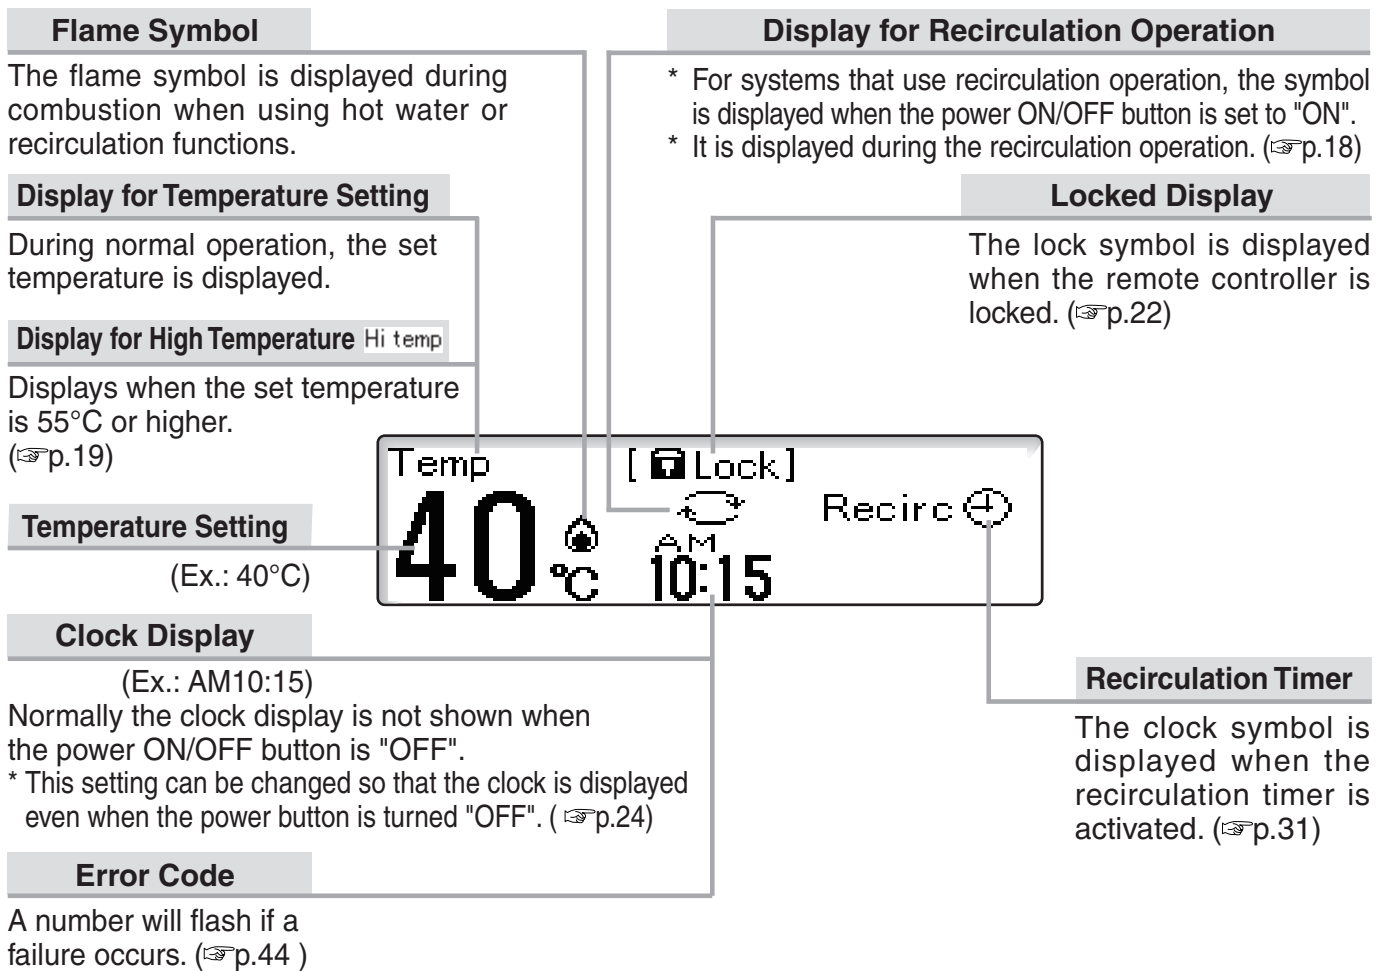 Flame Symbol
The flame symbol is displayed during
combustion when using hot water or
recirculation functions.
Display for Temperature Setting
During normal operation, the set
temperature is displayed.
Display for High Temperature Hi temp
Displays when the set temperature
is 55°C or higher.
(☞p.19)
Temperature Setting
(Ex.: 40°C)
Clock Display
(Ex.: AM10:15)
Normally the clock display is not shown when
the power ON/OFF button is "OFF".
* This setting can be changed so that the clock is displayed
even when the power button is turned "OFF". ( ☞p.24)
Error Code
A number will flash if a
failure occurs. (☞p.44 )
Display for Recirculation Operation
* For systems that use recirculation operation, the symbol
is displayed when the power ON/OFF button is set to "ON".
* It is displayed during the recirculation operation. (☞p.18)
Locked Display
The lock symbol is displayed
when the remote controller is
locked. (☞p.22)
Temp [ Lock]
Recirc
40 °C
AM
10:15
Recirculation Timer
The clock symbol is
displayed when the
recirculation timer is
activated. (☞p.31)